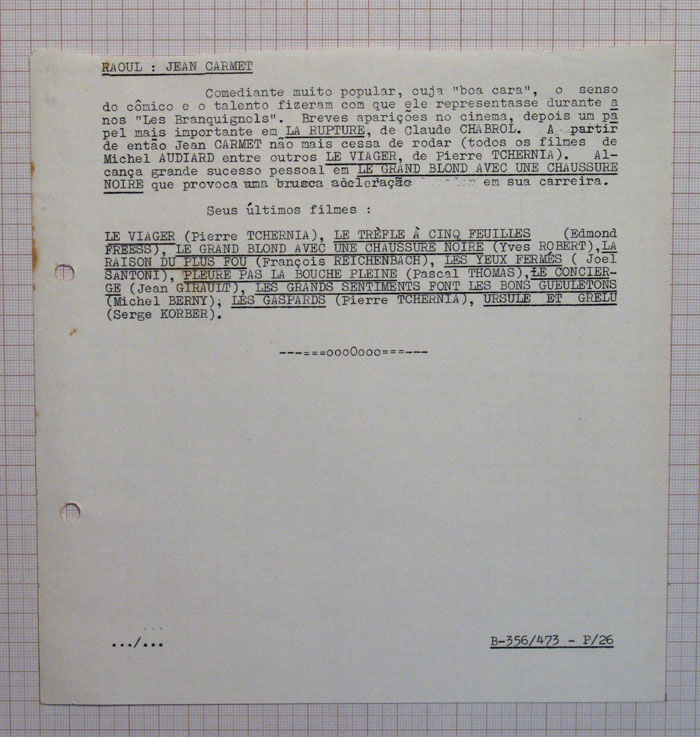 RAOUL : JEAN CARMET
Comediante muito popular, cuja "boa cara", o senso
do cômico e o talento fizeram com que êle representasse durante a
nos "Les Branquignols". Breves aparições no cinema, depois um pa
pel mais importante em LA RUPTURE, de Claude CHABROL. A partir
de então Jean CARMET não mais cessa de rodar (todos os filmes de
Michel AUDIARD entre outros LE VIAGER, de Pierre TCHERNIA). Al-
cança grande sucesso pessoal em LE GRAND BLOND AVEC UNE CHAUSSURE
NOIRE que provoca uma brusca aceleração em sua carreira.
Seus últimos filmes :
LE VIAGER (Pierre TCHERNIA), LE TRÈFLE À CINQ FEUILLES (Edmond
FREESS), LE GRAND BLOND AVEC UNE CHAUSSURE NOIRE (Yves ROBERT),LA
RAISON DU PLUS FOU (François REICHENBACH), LES YEUX FERMÉS ( Joel
SANTONI), PLEURE PAS LA BOUCHE PLEINE (Pascal THOMAS),LE CONCIER-
GE (Jean GIRAULT), LES GRANDS SENTIMENTS FONT LES BONS GUEULETONS
(Michel BERNY), LES GASPARDS (Pierre TCHERNIA), URSULE ET GRELU
(Serge KORBER).
---===ooo0ooo===---
.../... B-356/473 - P/26